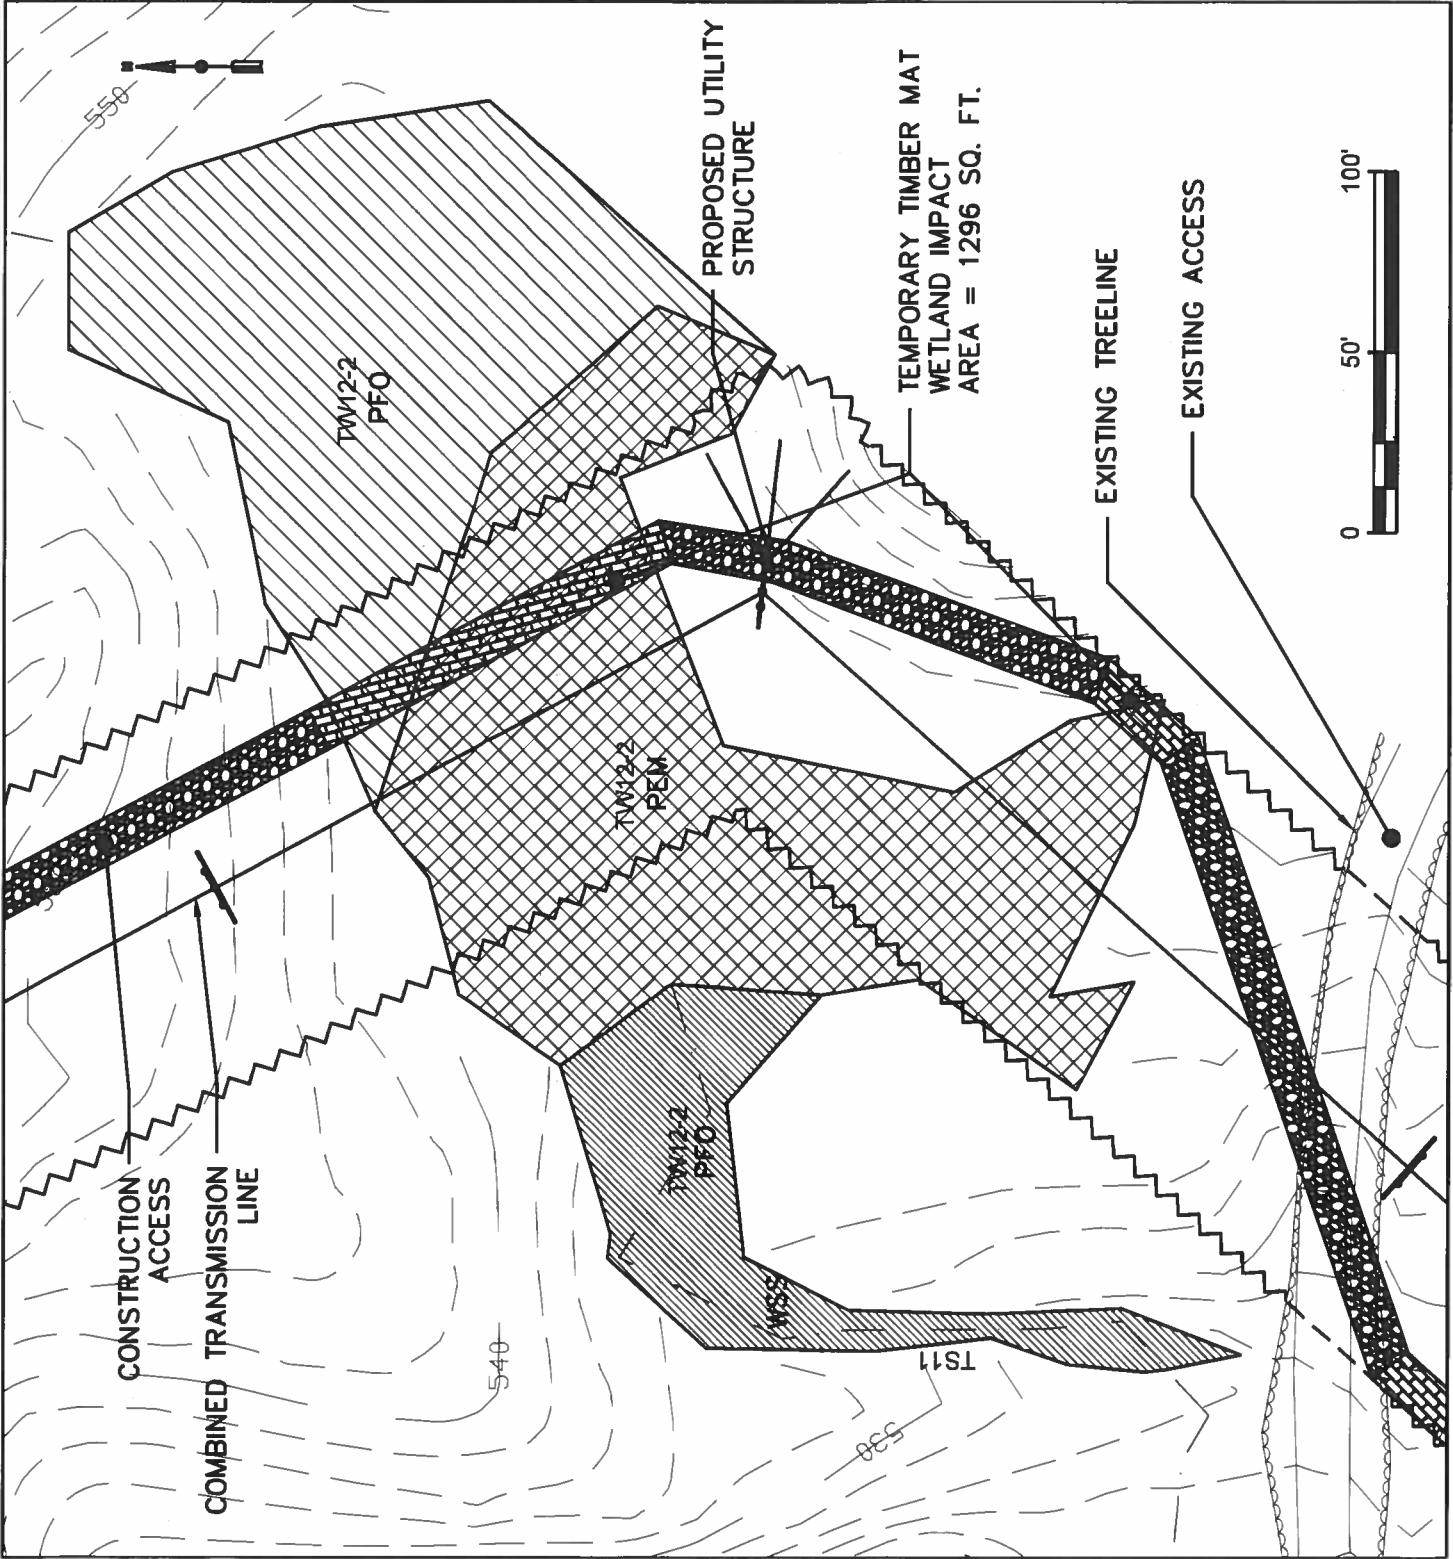 550
CONSTRUCTION
ACCESS
COMBINED TRANSMISSION
LINE
TW12-2
PFO
PROPOSED UTILITY
STRUCTURE
TEMPORARY TIMBER MAT
WETLAND IMPACT
AREA = 1296 SQ. FT.
EXISTING TREELINE
EXISTING ACCESS
TW12-2
PEM
TW12-2
PFO
WSS
TS11
540
530
0
50'
100'